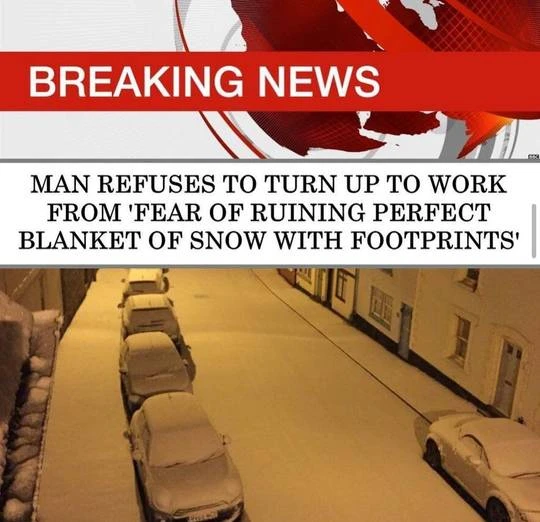 BREAKING NEWS
MAN REFUSES TO TURN UP TO WORK
FROM 'FEAR OF RUINING PERFECT
BLANKET OF SNOW WITH FOOTPRINTS'